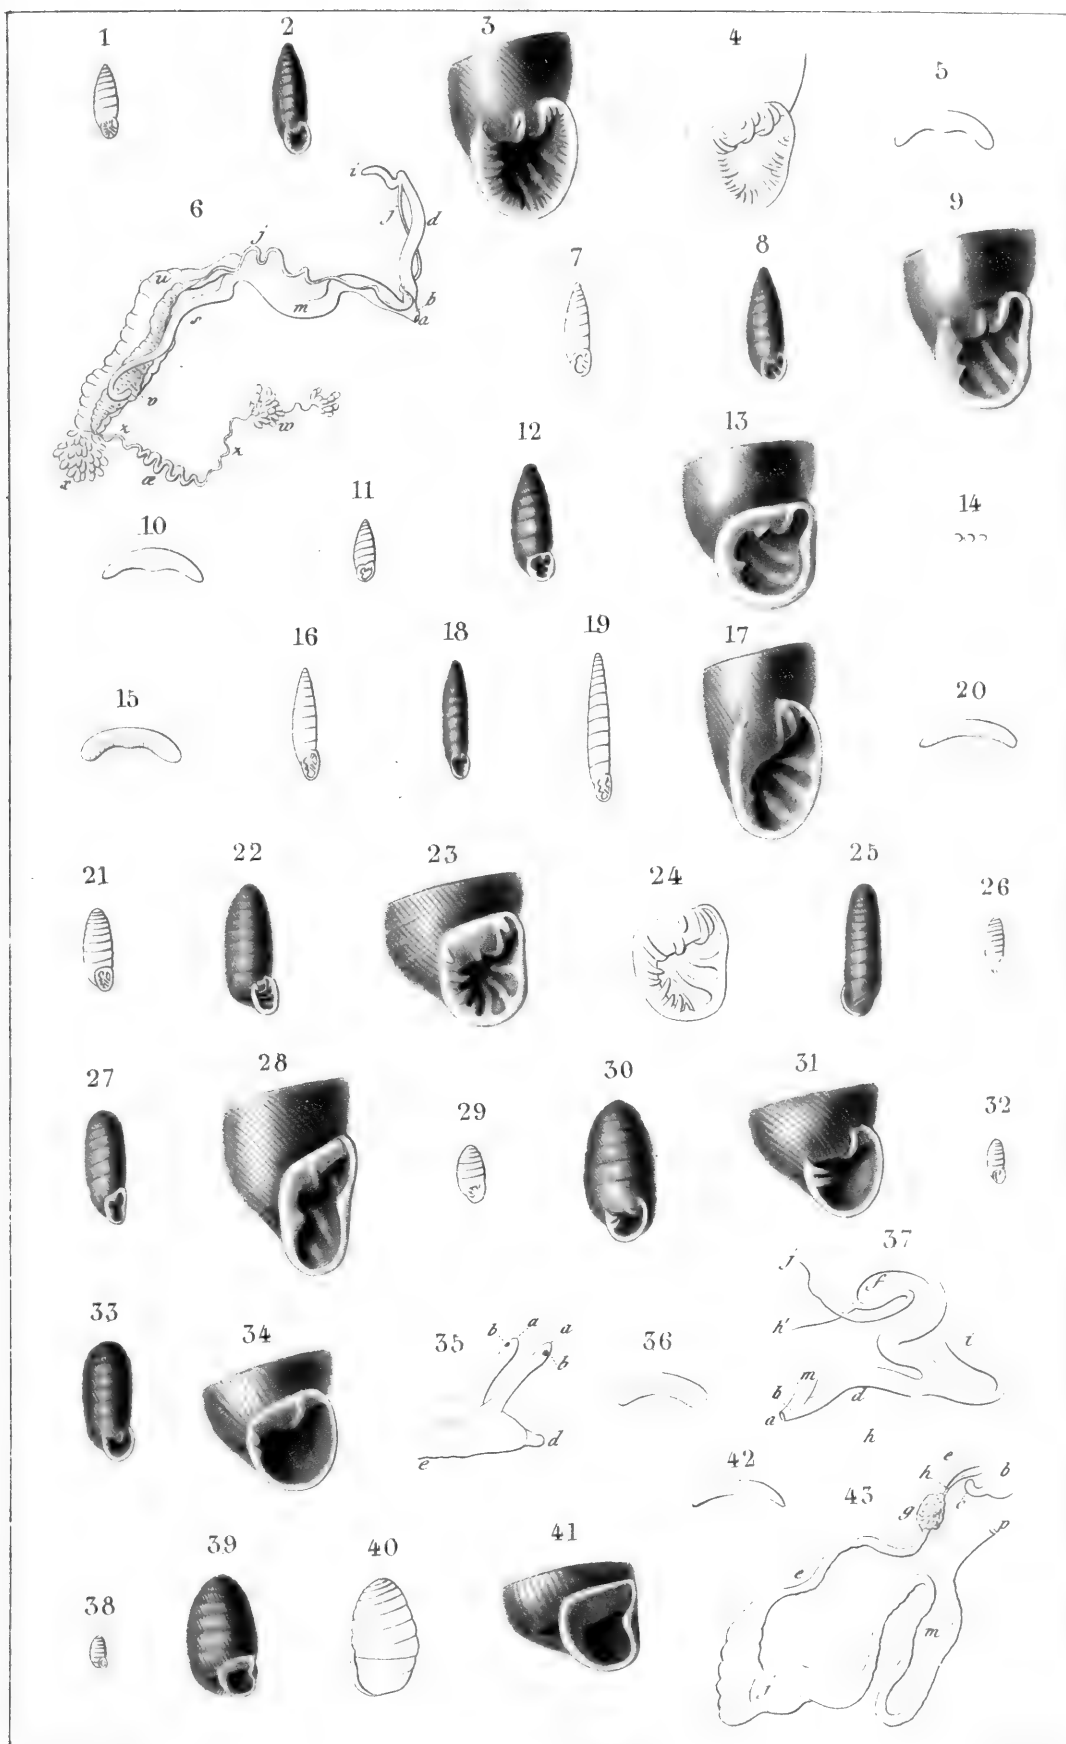 1 2 3 4 5
6
i
j d
j
u
s m b
a
v
x w
x
r æ
7 8 9
10 11 12 13 14
15 16 18 19 17 20
21 22 23 24 25 26
27 28 29 30 31 32
33 34 35 36 37
b a a
b
d
e
j f
h'
i
b m d
a
h
42 43
h e b
c
g
p
e
m
f
38 39 40 41